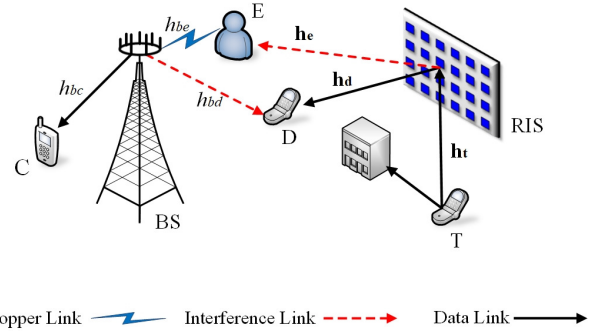 E
h_be
h_e
h_bc
h_bd
h_d
D
RIS
C
h_t
BS
T
opper Link
Interference Link
Data Link